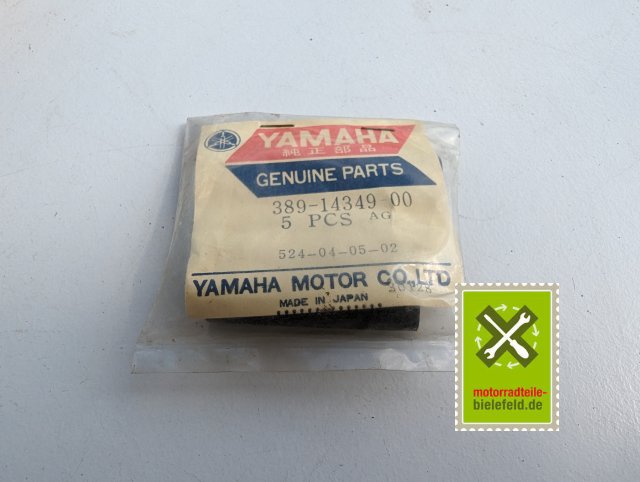 YAMAHA
純正部品
GENUINE PARTS
389-14349-00
5 PCS AG
524-04-05-02
YAMAHA MOTOR CO.,LTD
MADE IN JAPAN
motorradteile-
bielefeld.de